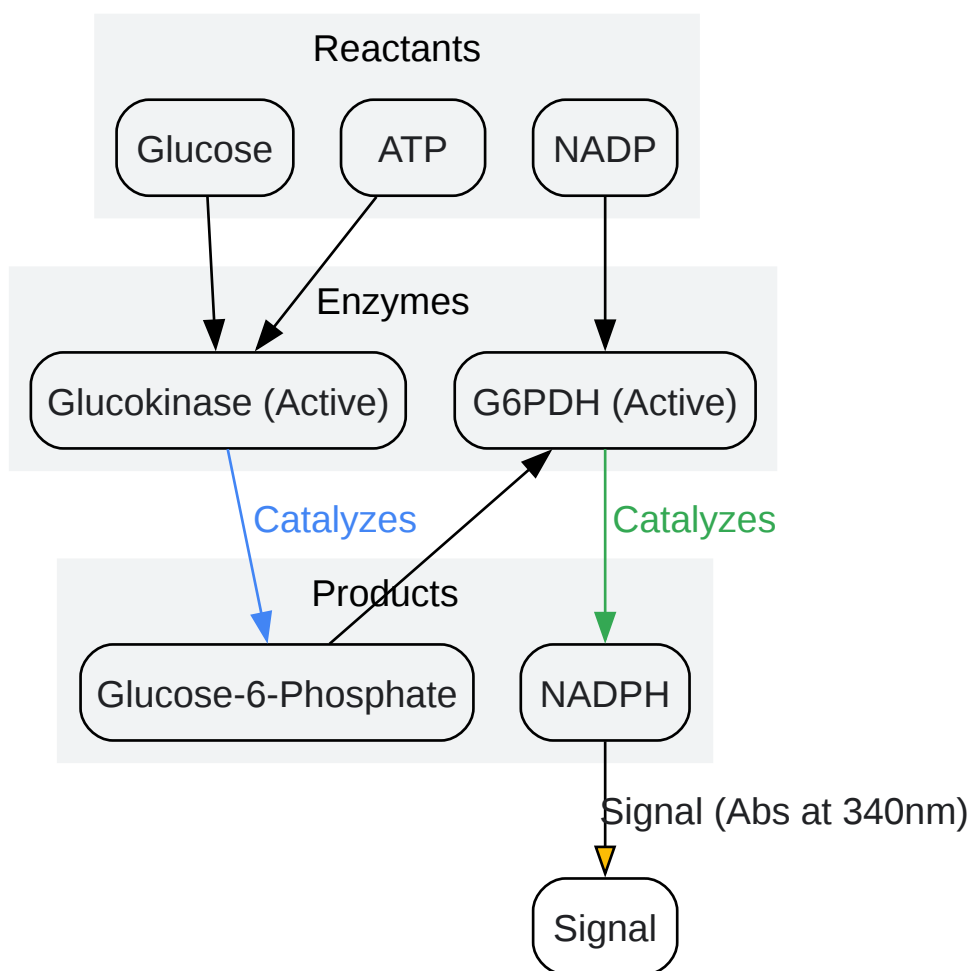 Reactants
Glucose
ATP
NADP
Enzymes
Glucokinase (Active)
G6PDH (Active)
Catalyzes
Catalyzes
Products
Glucose-6-Phosphate
NADPH
Signal (Abs at 340nm)
Signal